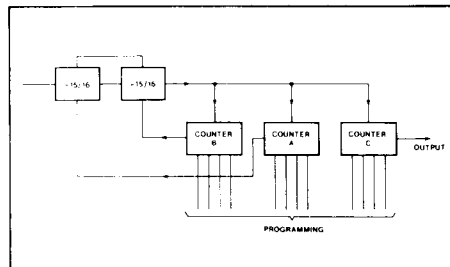 ÷15/16
÷15/16
COUNTER
B
COUNTER
A
COUNTER
C
OUTPUT
PROGRAMMING